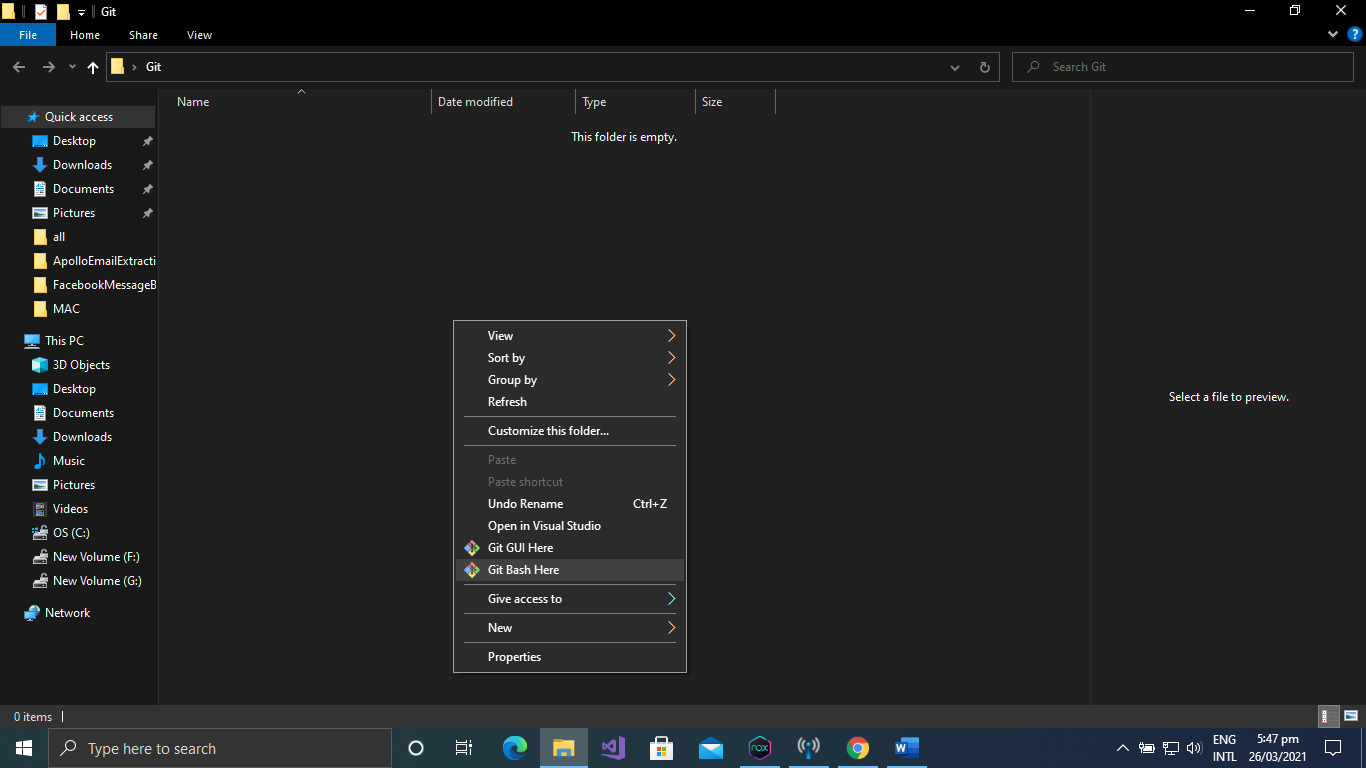 Git
File Home Share View
Git
Search Git
Name Date modified Type Size
This folder is empty.
Quick access
Desktop
Downloads
Documents
Pictures
all
ApolloEmailExtracti
FacebookMessageB
MAC
This PC
3D Objects
Desktop
Documents
Downloads
Music
Pictures
Videos
OS (C:)
New Volume (F:)
New Volume (G:)
Network
View
Sort by
Group by
Refresh
Customize this folder...
Paste
Paste shortcut
Undo Rename Ctrl+Z
Open in Visual Studio
Git GUI Here
Git Bash Here
Give access to
New
Properties
Select a file to preview.
0 items
Type here to search
nox
W
ENG
INTL
5:47 pm
26/03/2021